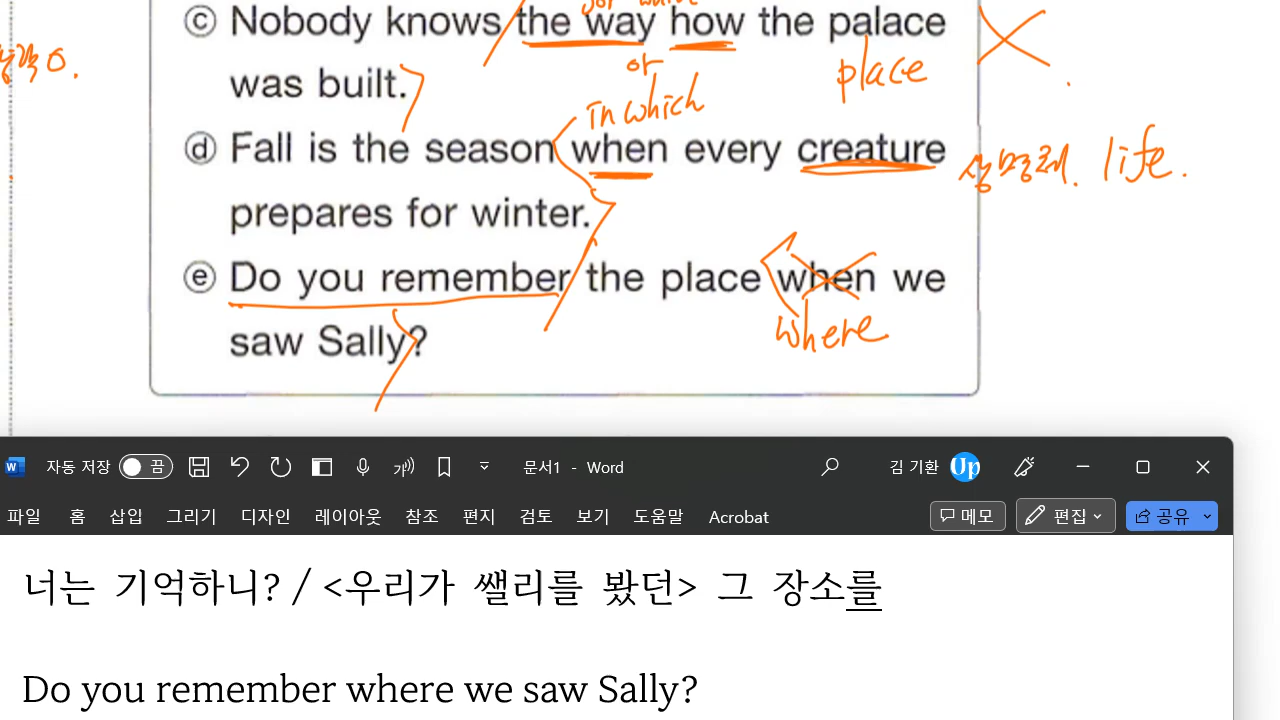 ⓒ Nobody knows the way how the palace
or
place
was built.
in which
ⓓ Fall is the season when every creature
생명체. life.
prepares for winter.
ⓔ Do you remember the place when we
where
saw Sally?
자동 저장 끔 가)) 문서1 - Word 김 기환 Up
파일 홈 삽입 그리기 디자인 레이아웃 참조 편지 검토 보기 도움말 Acrobat 메모 편집 공유
너는 기억하니? / <우리가 쌜리를 봤던> 그 장소를
Do you remember where we saw Sally?